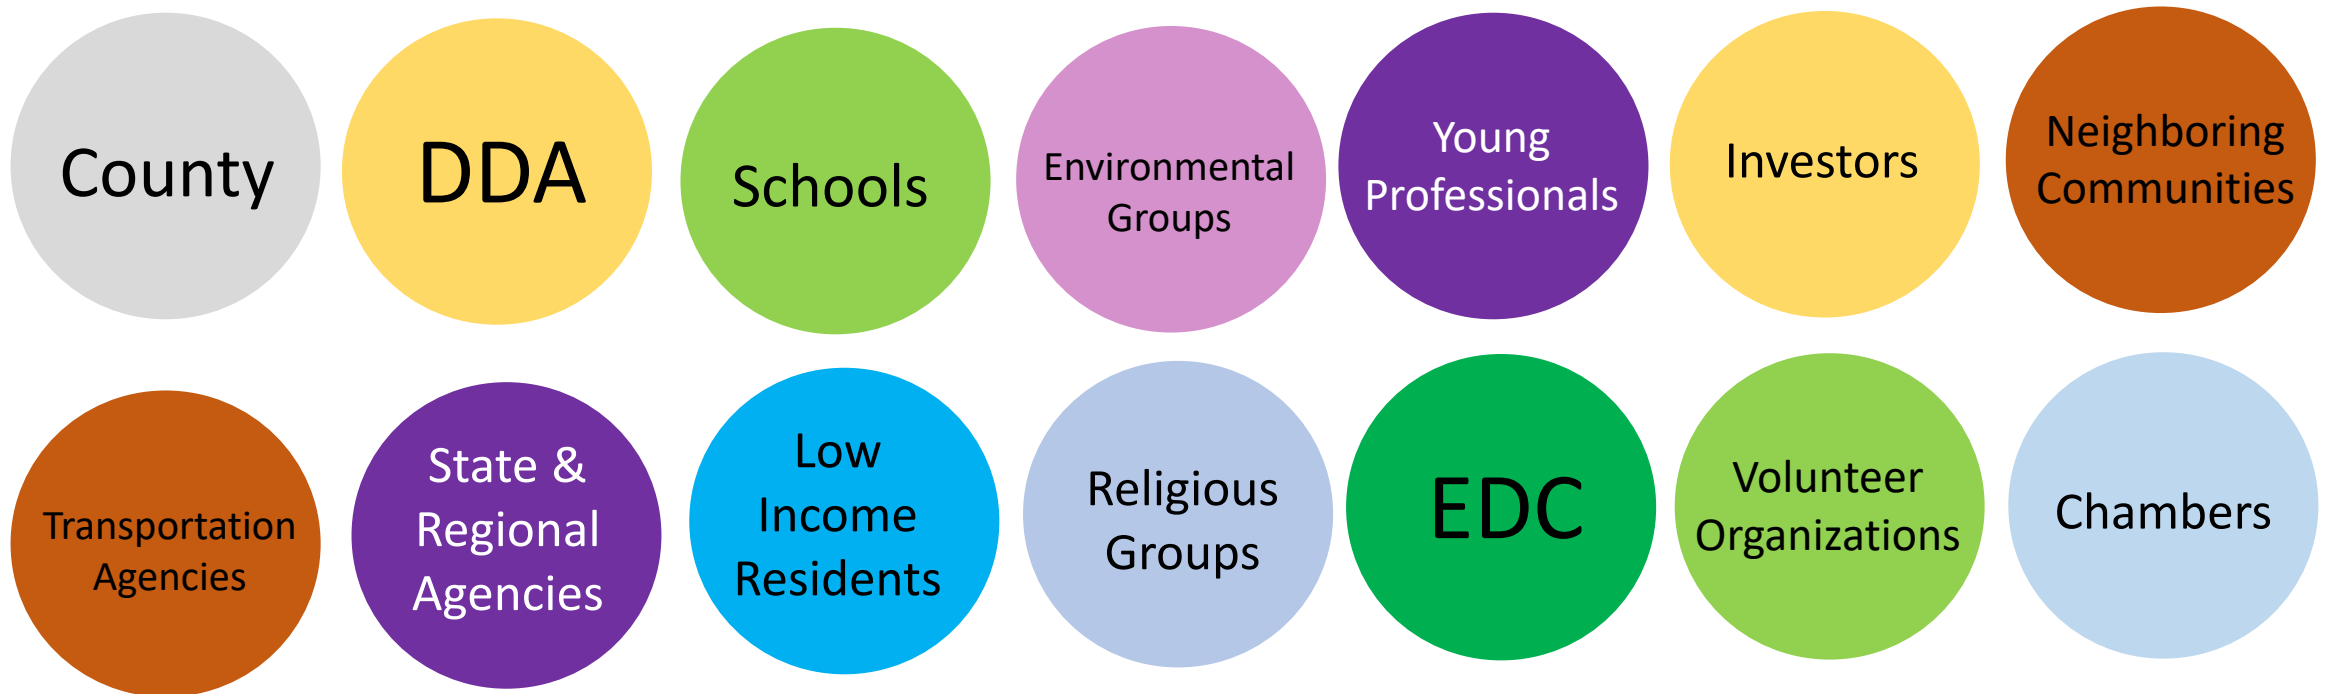 County
DDA
Schools
Environmental
Groups
Young
Professionals
Investors
Neighboring
Communities
Transportation
Agencies
State &
Regional
Agencies
Low
Income
Residents
Religious
Groups
EDC
Volunteer
Organizations
Chambers